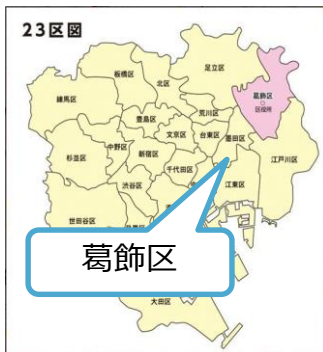 23区図
足立区
板橋区
北区
葛飾区
区役所
練馬区
荒川区
豊島区
文京区
台東区
墨田区
中野区
杉並区
新宿区
江戸川区
千代田区
渋谷区
江東区
世田谷区
葛飾区
大田区